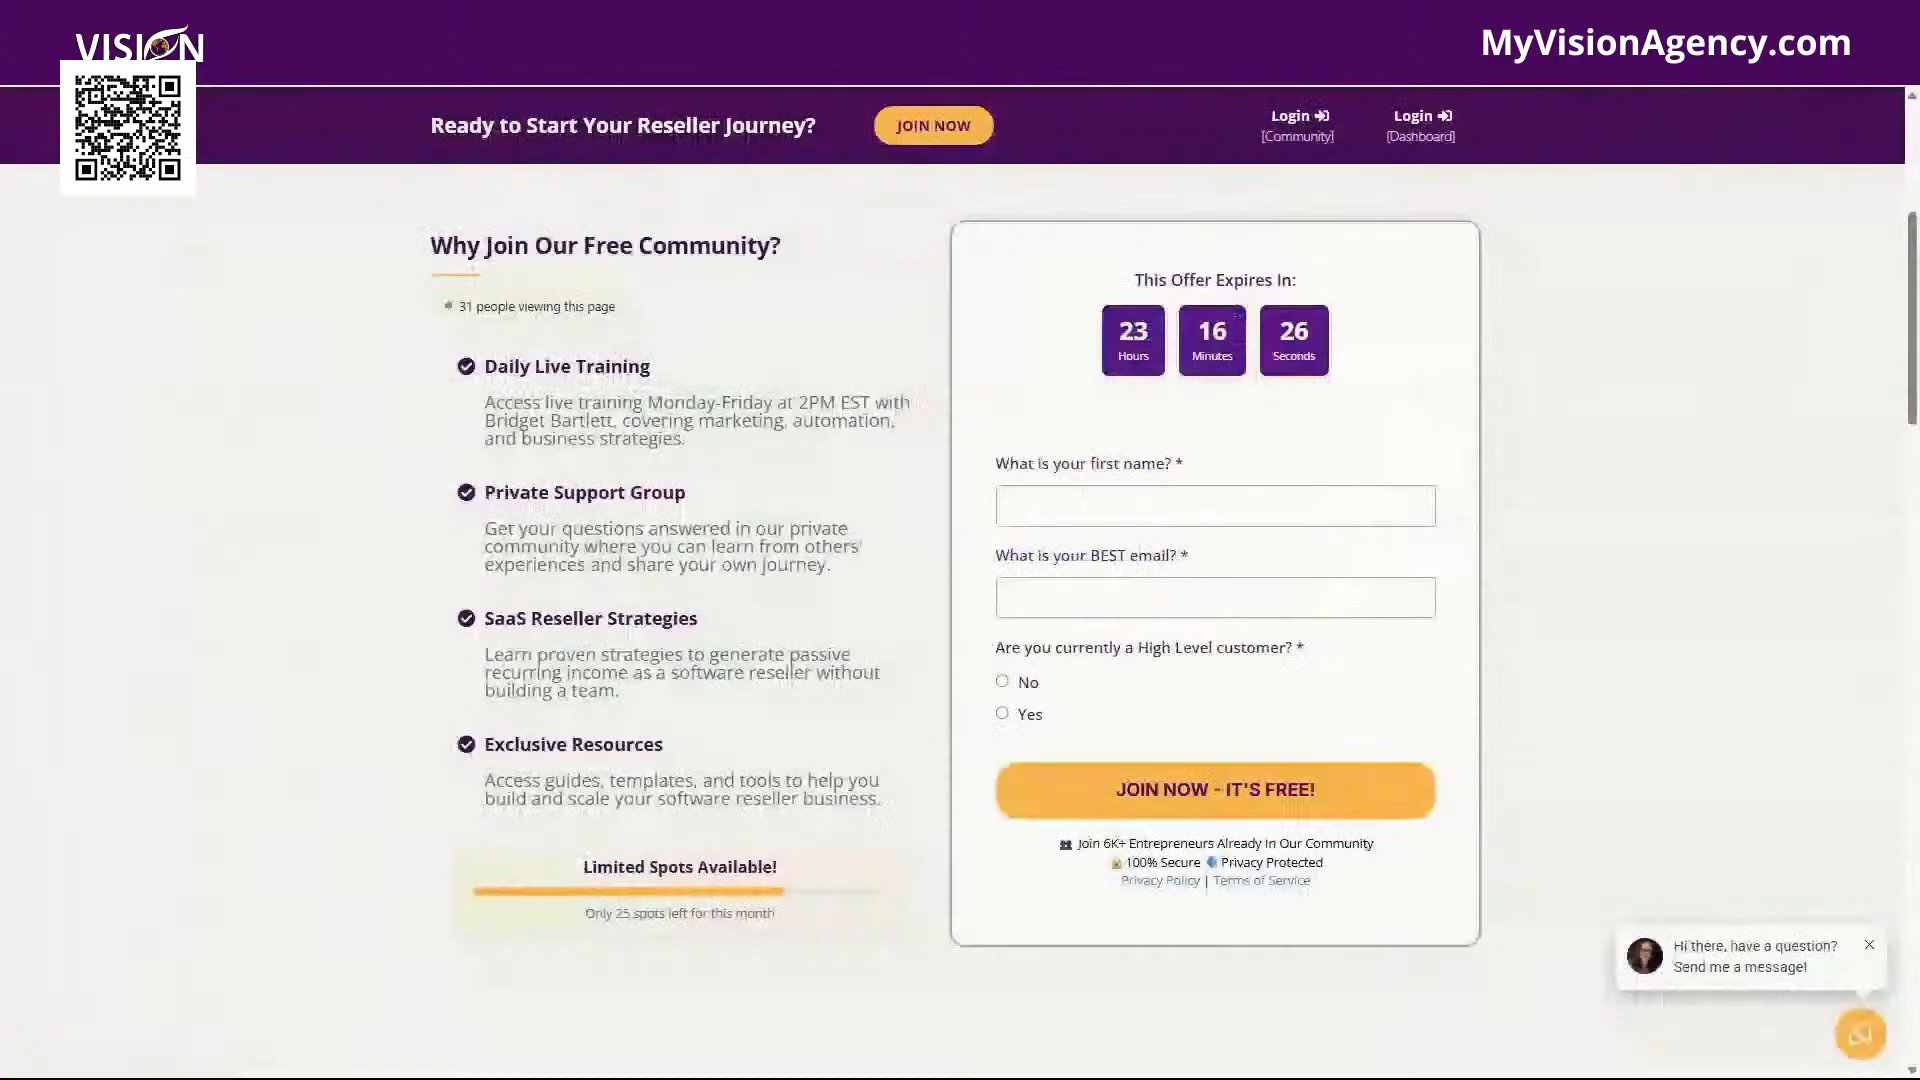 VISION
MyVisionAgency.com
Ready to Start Your Reseller Journey?
JOIN NOW
Login
[Community]
Login
[Dashboard]
Why Join Our Free Community?
31 people viewing this page
Daily Live Training
Access live training Monday-Friday at 2PM EST with
Bridget Bartlett, covering marketing, automation,
and business strategies.
Private Support Group
Get your questions answered in our private
community where you can learn from others'
experiences and share your own journey.
SaaS Reseller Strategies
Learn proven strategies to generate passive
recurring income as a software reseller without
building a team.
Exclusive Resources
Access guides, templates, and tools to help you
build and scale your software reseller business.
Limited Spots Available!
Only 25 spots left for this month
This Offer Expires In:
23 16 26
Hours Minutes Seconds
What is your first name? *
What is your BEST email? *
Are you currently a High Level customer? *
No
Yes
JOIN NOW - IT'S FREE!
Join 6K+ Entrepreneurs Already In Our Community
100% Secure Privacy Protected
Privacy Policy | Terms of Service
Hi there, have a question?
Send me a message!